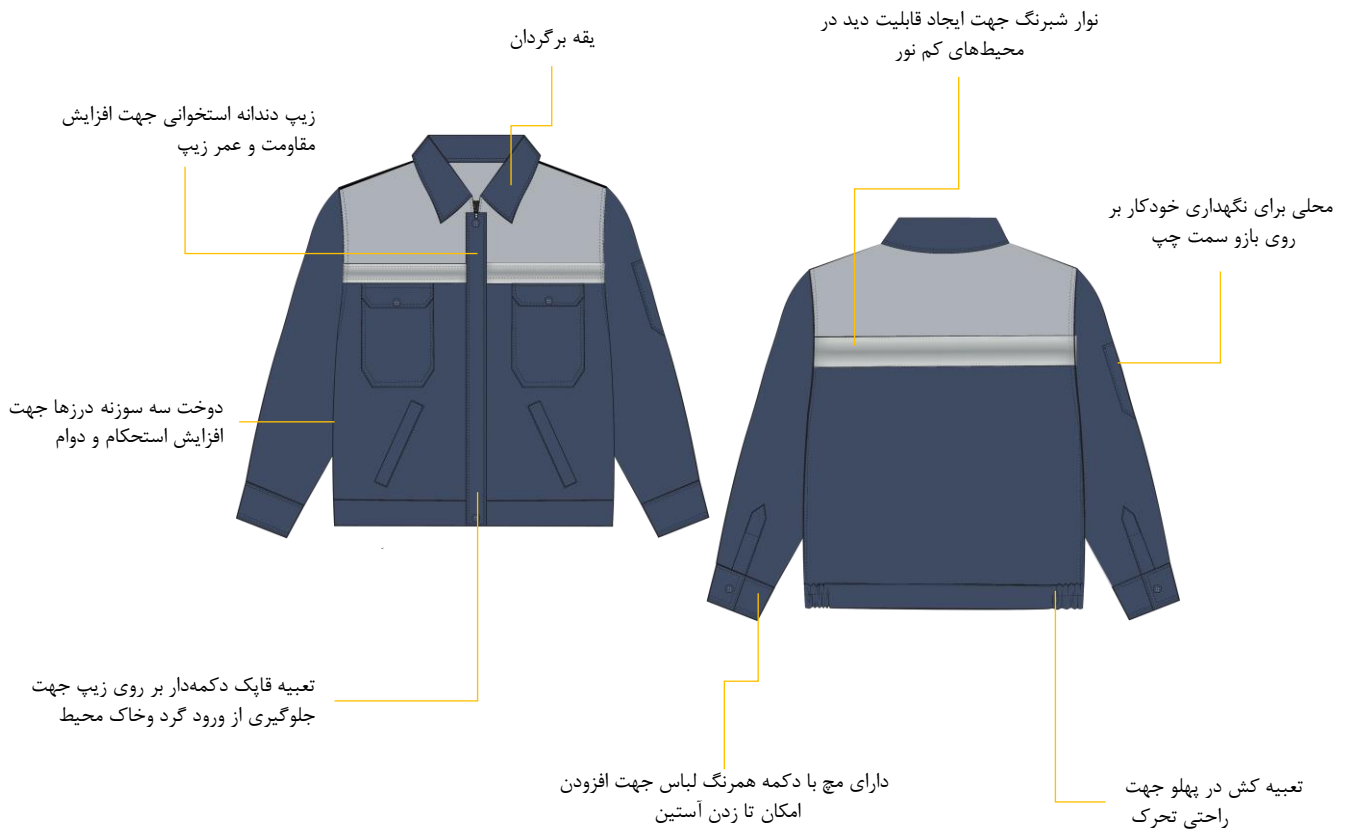 نوار شبرنگ جهت ایجاد قابلیت دید در
محیط‌های کم نور
یقه برگردان
زیپ دندانه استخوانی جهت افزایش
مقاومت و عمر زیپ
محلی برای نگهداری خودکار بر
روی بازو سمت چپ
دوخت سه سوزنه درزها جهت
افزایش استحکام و دوام
تعبیه قاپک دکمه‌دار بر روی زیپ جهت
جلوگیری از ورود گرد وخاک محیط
دارای مچ با دکمه همرنگ لباس جهت افزودن
امکان تا زدن آستین
تعبیه کش در پهلو جهت
راحتی تحرک